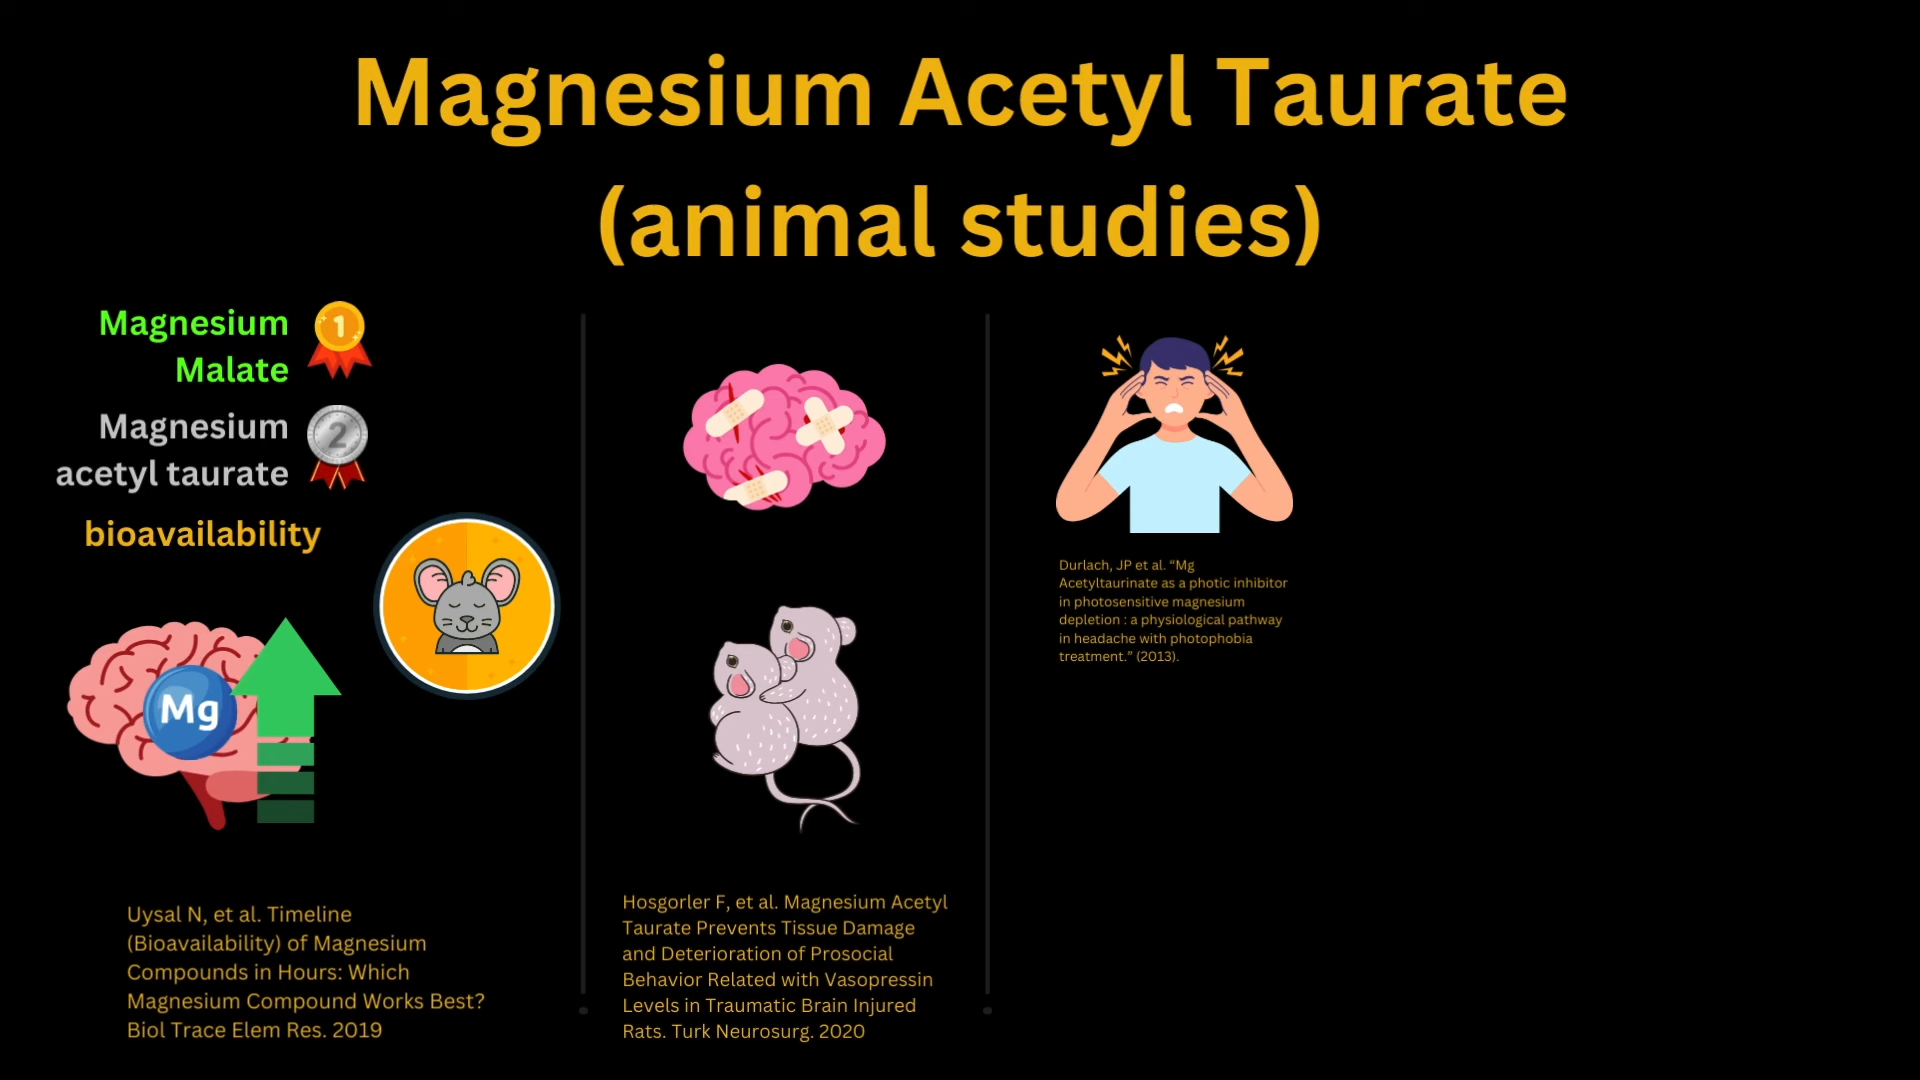 Magnesium Acetyl Taurate
(animal studies)
Magnesium
Malate
1
Magnesium
acetyl taurate
2
bioavailability
Mg
Uysal N, et al. Timeline
(Bioavailability) of Magnesium
Compounds in Hours: Which
Magnesium Compound Works Best?
Biol Trace Elem Res. 2019
Hosgorler F, et al. Magnesium Acetyl
Taurate Prevents Tissue Damage
and Deterioration of Prosocial
Behavior Related with Vasopressin
Levels in Traumatic Brain Injured
Rats. Turk Neurosurg. 2020
Durlach, JP et al. “Mg
Acetyltaurinate as a photic inhibitor
in photosensitive magnesium
depletion : a physiological pathway
in headache with photophobia
treatment.” (2013).